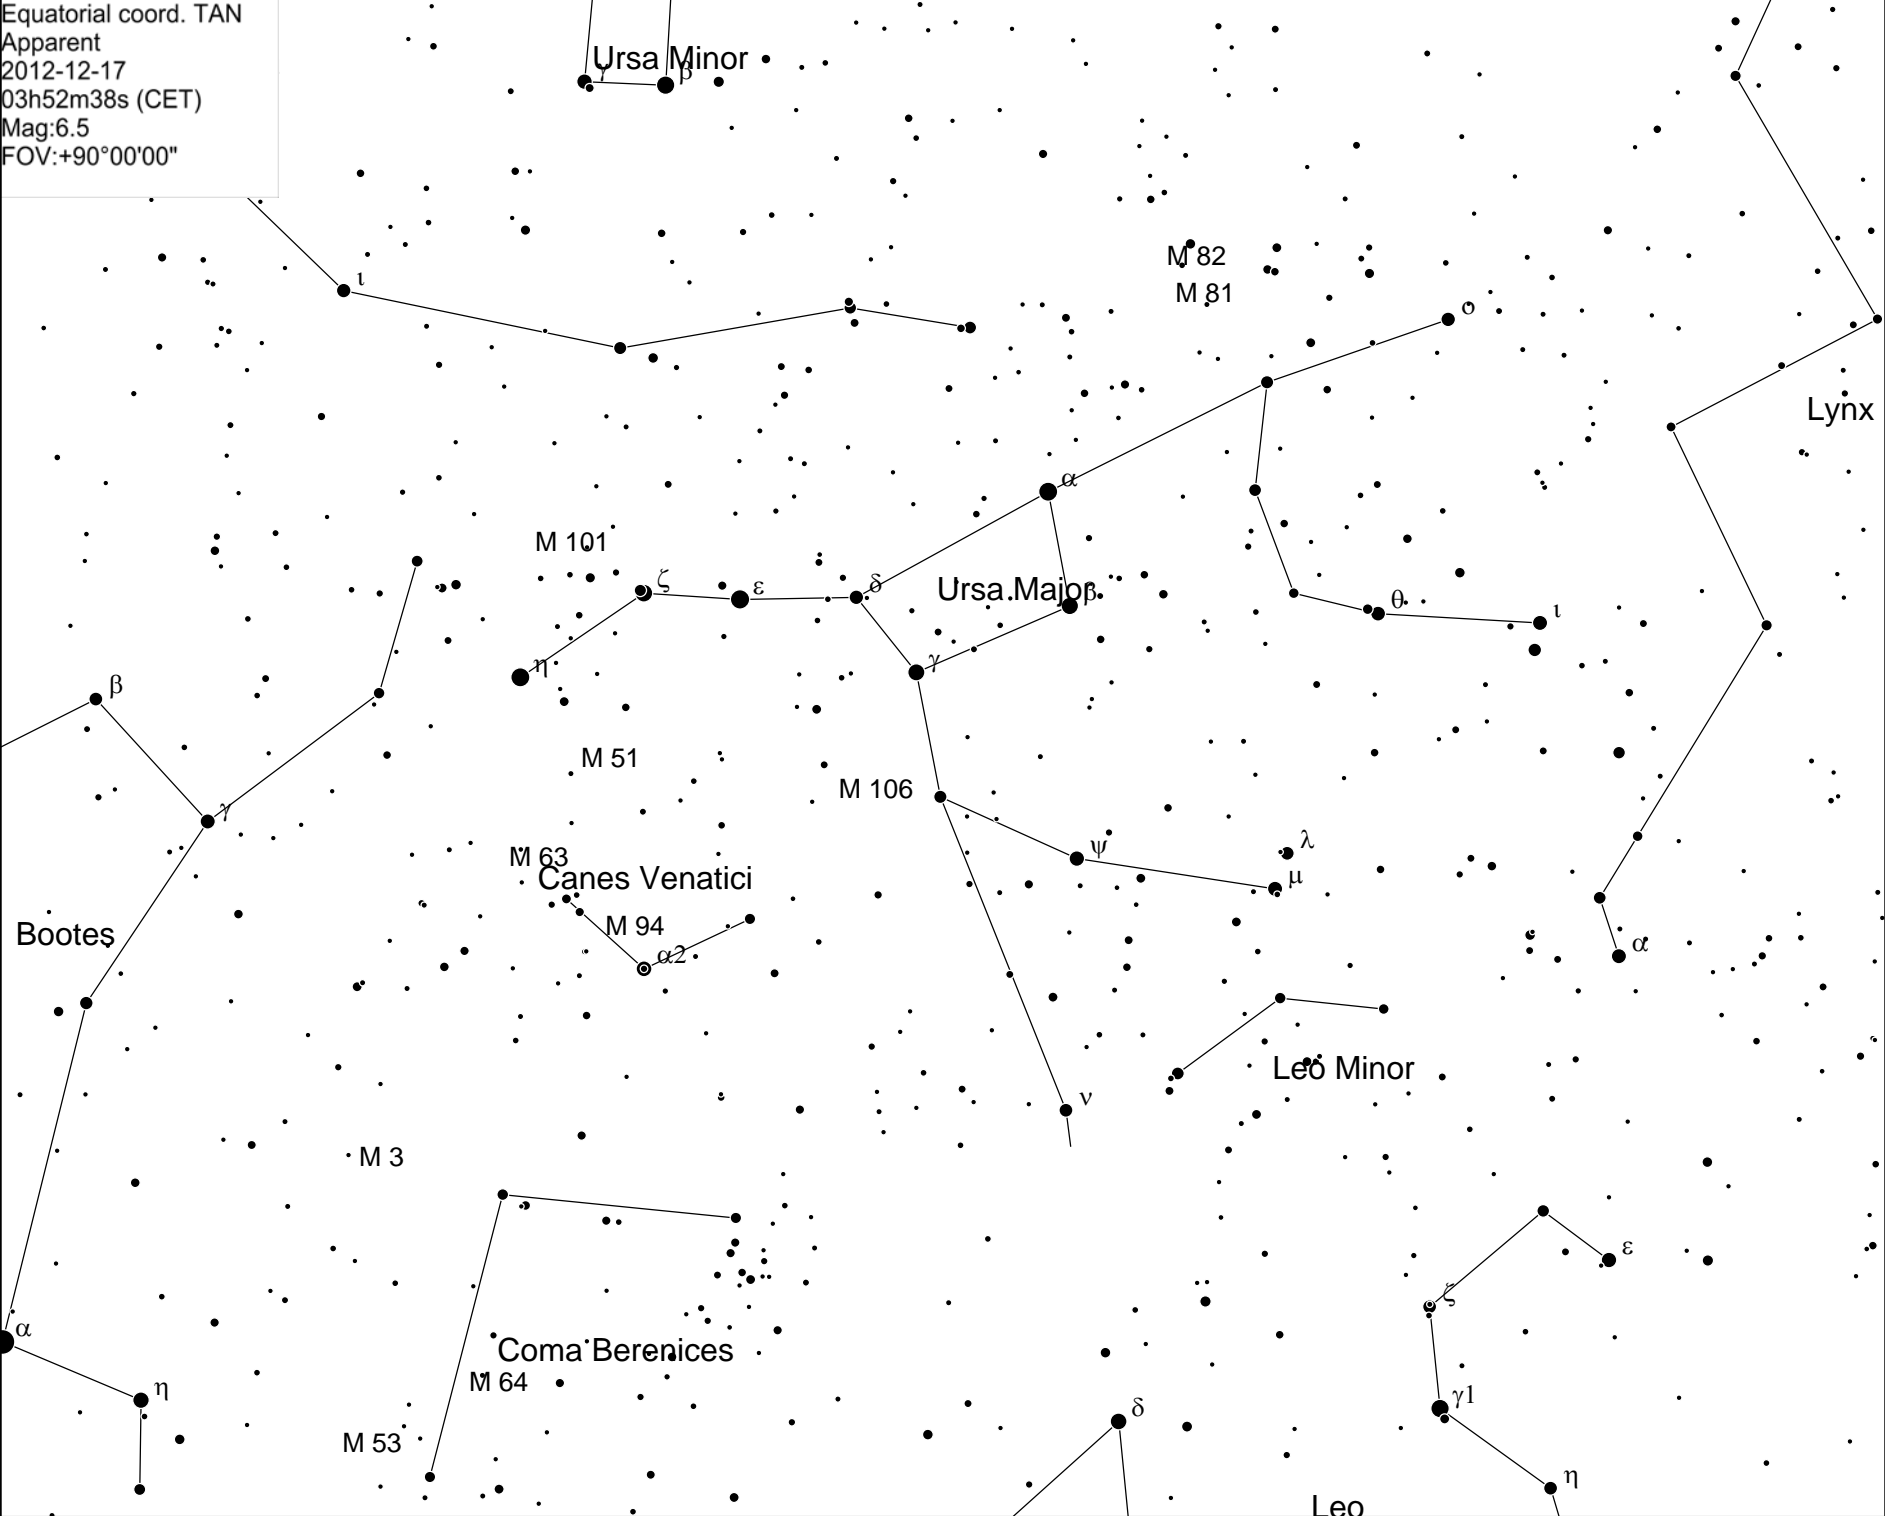 Equatorial coord. TAN
Apparent
2012-12-17
03h52m38s (CET)
Mag:6.5
FOV:+90°00'00"
Ursa Minor
γ
β
M 82
ι
M 81
ο
Lynx
α
M 101
ζ
ε
δ
Ursa Major
β
θ
ι
η
γ
β
M 51
M 106
γ
ψ
λ
M 63
Canes Venatici
μ
M 94
Bootes
α2
α
Leo Minor
ν
M 3
ε
ζ
α
Coma Berenices
M 64
η
δ
γ1
M 53
η
Leo